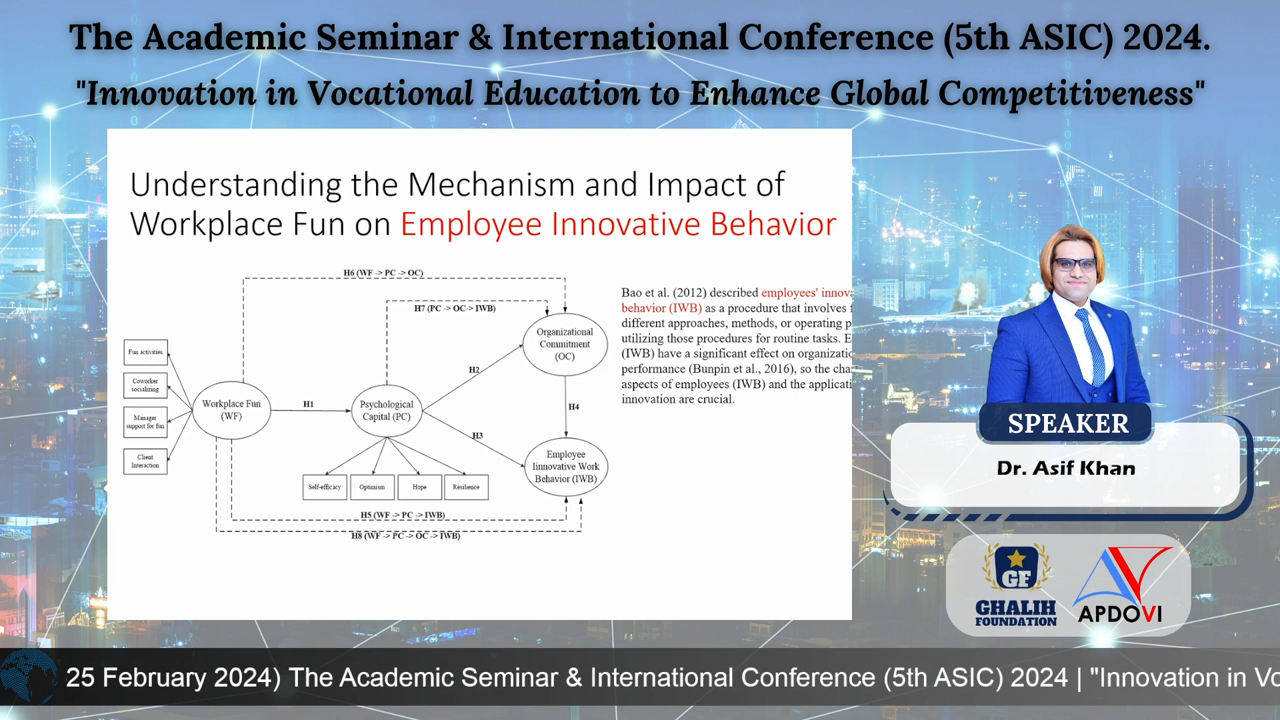 The Academic Seminar & International Conference (5th ASIC) 2024.
"Innovation in Vocational Education to Enhance Global Competitiveness"
Understanding the Mechanism and Impact of
Workplace Fun on Employee Innovative Behavior
H6 (WF -> PC -> OC)
H7 (PC -> OC-> IWB)
Fun activities
Coworker
socializing
Manager
support for fun
Client
Interaction
Workplace Fun
(WF)
H1
Psychological
Capital (PC)
H2
H3
Organizational
Commitment
(OC)
H4
Employee
Iinnovative Work
Behavior (IWB)
Self-efficacy
Optimism
Hope
Resilience
H5 (WF -> PC -> IWB)
H8 (WF -> PC -> OC -> IWB)
Bao et al. (2012) described employees' innova
behavior (IWB) as a procedure that involves
different approaches, methods, or operating p
utilizing those procedures for routine tasks. E
(IWB) have a significant effect on organizatio
performance (Bunpin et al., 2016), so the cha
aspects of employees (IWB) and the applicati
innovation are crucial.
SPEAKER
Dr. Asif Khan
GF
GHALIH
FOUNDATION
APDOVI
25 February 2024) The Academic Seminar & International Conference (5th ASIC) 2024 | "Innovation in Vo